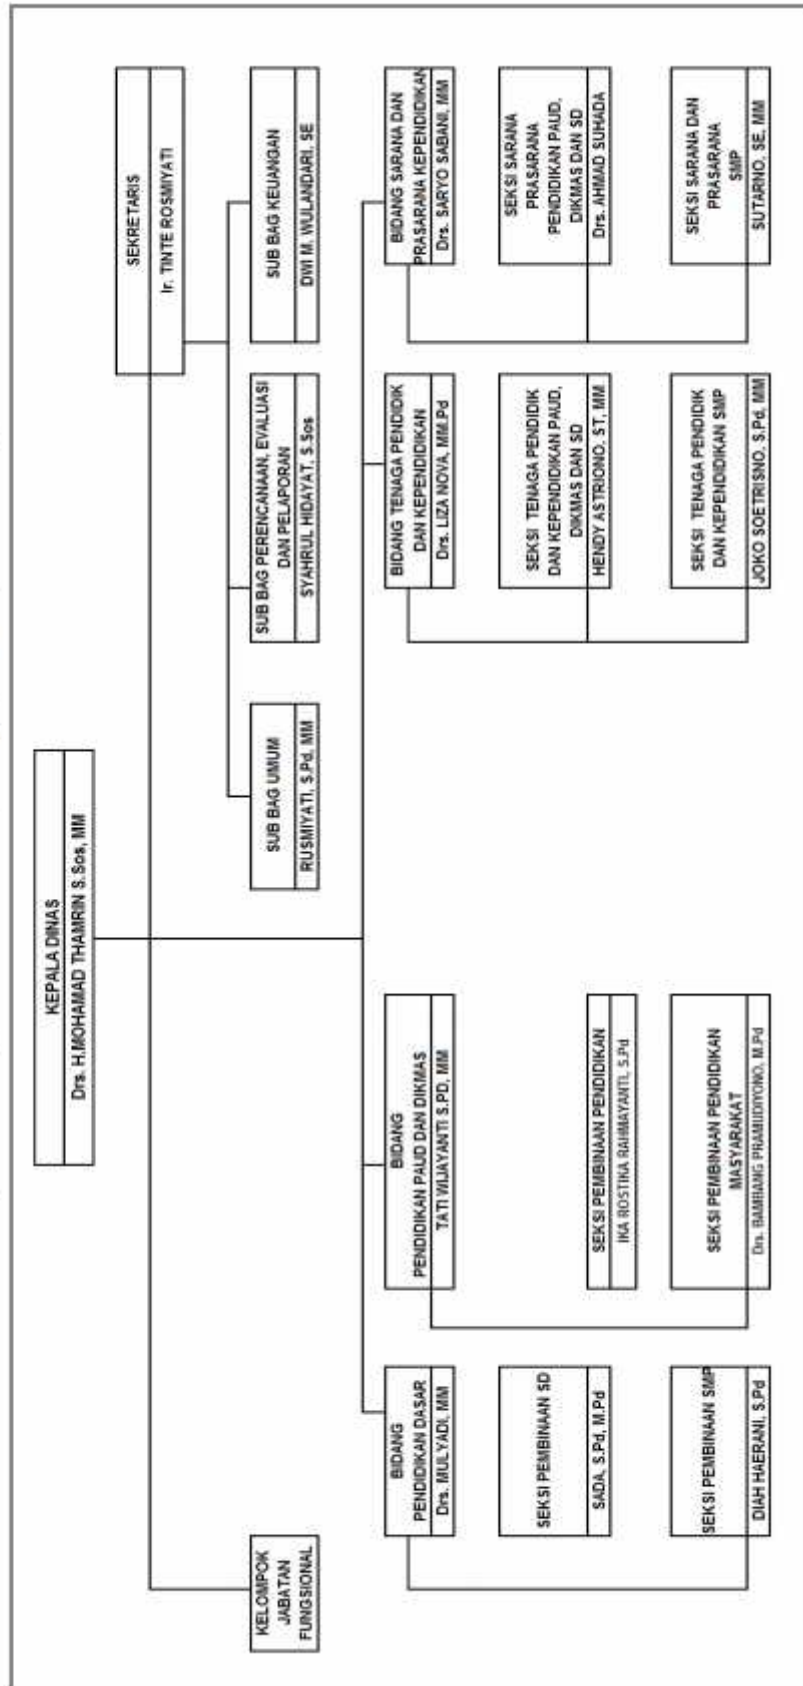 KEPALA DINAS
Drs. H.MOHAMAD THAMRIN S.Sos, MM
SEKRETARIS
Ir. TINTE ROSMIYATI
KELOMPOK
JABATAN
FUNGSIONAL
SUB BAG UMUM
RUSMIYATI, S.Pd, MM
SUB BAG PERENCANAAN, EVALUASI
DAN PELAPORAN
SYAHRUL HIDAYAT, S.Sos
SUB BAG KEUANGAN
DWI M. WULANDARI, SE
BIDANG
PENDIDIKAN DASAR
Drs. MULYADI, MM
BIDANG
PENDIDIKAN PAUD DAN DIKMAS
TATI WIJAYANTI S.PD, MM
BIDANG TENAGA PENDIDIK
DAN KEPENDIDIKAN
Drs. LIZA NOVA, MM.Pd
BIDANG SARANA DAN
PRASARANA KEPENDIDIKAN
Drs. SARYO SABANI, MM
SEKSI PEMBINAAN SD
SADA, S.Pd, M.Pd
SEKSI PEMBINAAN PENDIDIKAN
IKA ROSTIKA RAHMAYANTI, S.Pd
SEKSI TENAGA PENDIDIK
DAN KEPENDIDIKAN PAUD,
DIKMAS DAN SD
HENDY ASTRIONO, ST, MM
SEKSI SARANA
PRASARANA
PENDIDIKAN PAUD,
DIKMAS DAN SD
Drs. AHMAD SUHADA
SEKSI PEMBINAAN SMP
DIAH HAERANI, S.Pd
SEKSI PEMBINAAN PENDIDIKAN
MASYARAKAT
Drs. BAMBANG PRAMUDIYONO, M.Pd
SEKSI TENAGA PENDIDIK
DAN KEPENDIDIKAN SMP
JOKO SOETRISNO, S.Pd, MM
SEKSI SARANA DAN
PRASARANA
SMP
SUTARNO, SE, MM